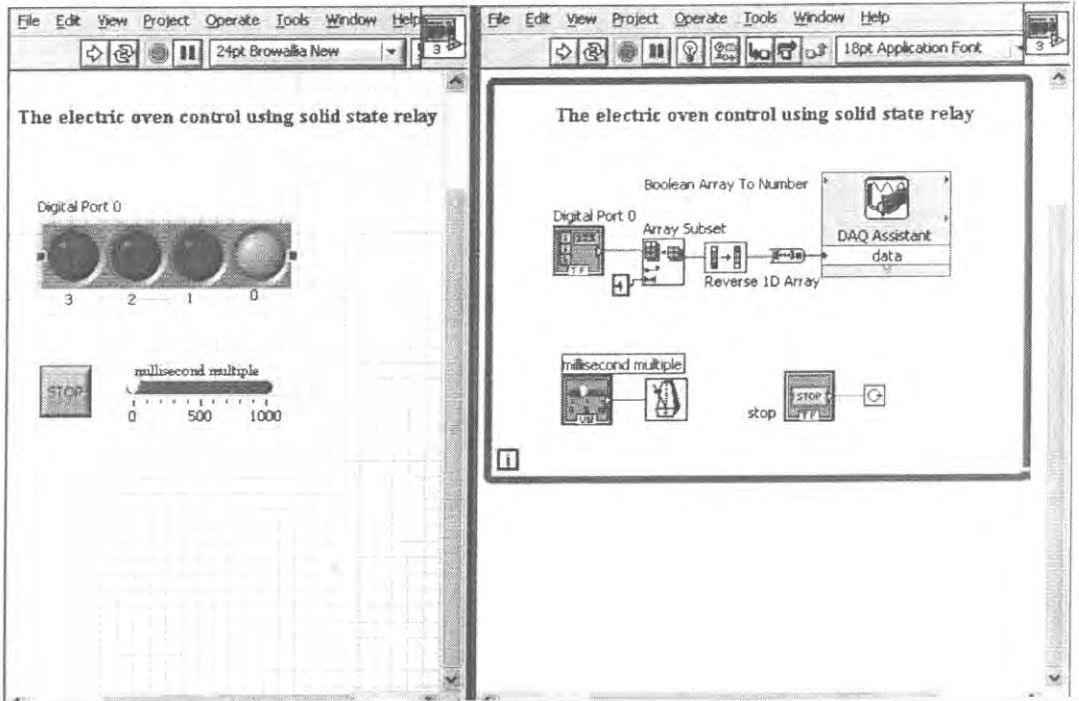 File Edit View Project Operate Tools Window Help
24pt Browallia New
3
The electric oven control using solid state relay
Digital Port 0
3 2 1 0
STOP
millisecond multiple
0 500 1000
File Edit View Project Operate Tools Window Help
18pt Application Font
3
The electric oven control using solid state relay
Boolean Array To Number
Digital Port 0
Array Subset
DAQ Assistant
data
TF
4
Reverse 1D Array
millisecond multiple
stop
STOP
TF
i